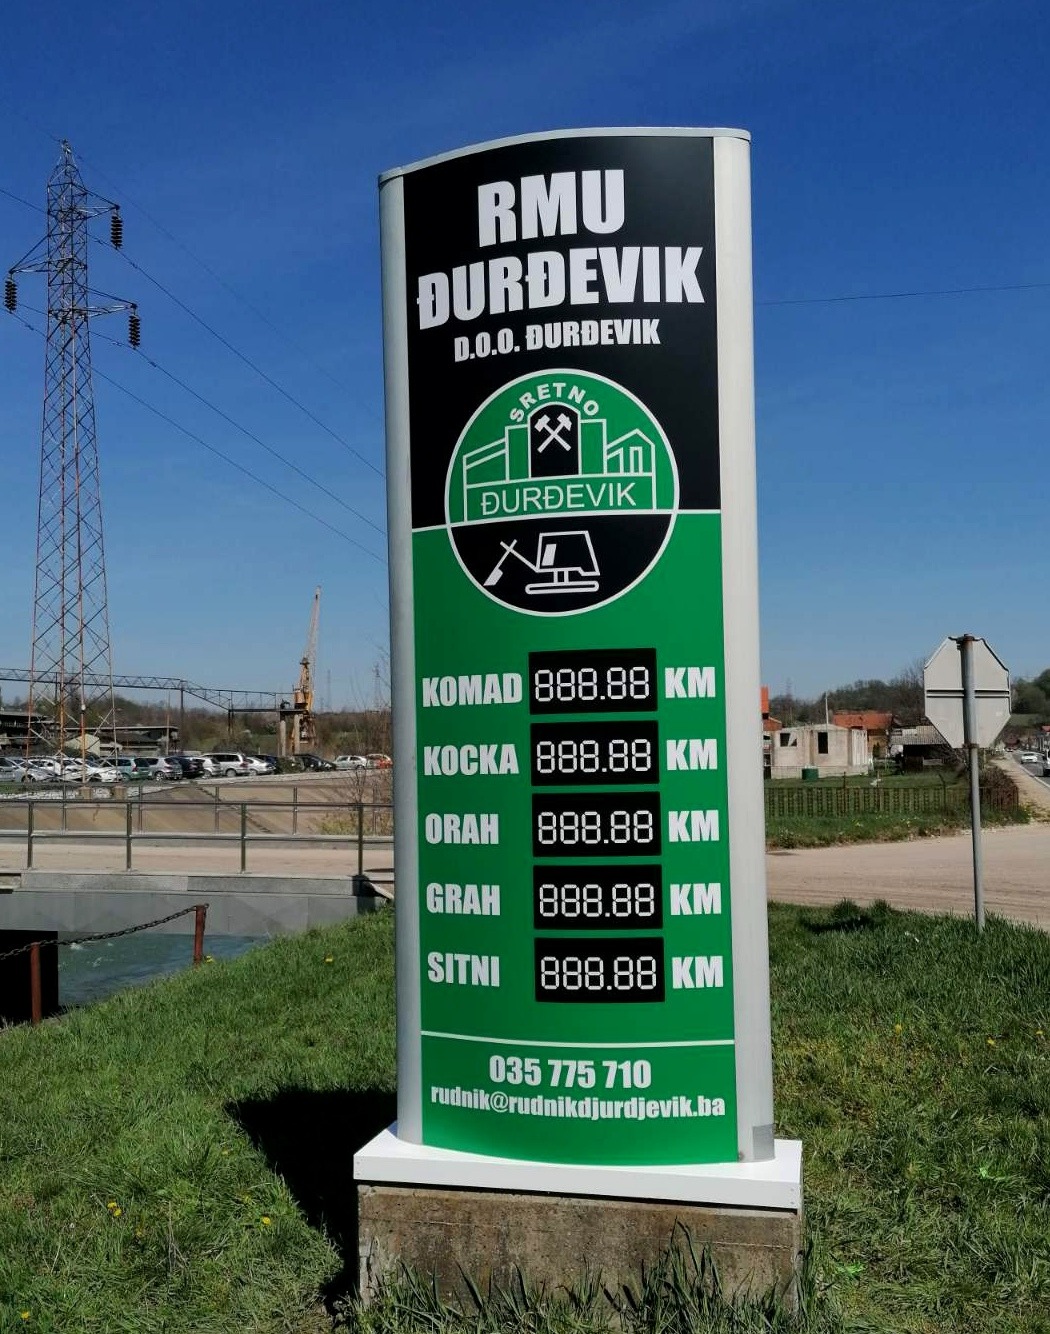 RMU
ĐURĐEVIK
D.O.O. ĐURĐEVIK
SRETNO
ĐURĐEVIK
KOMAD 888.88 KM
KOCKA 888.88 KM
ORAH 888.88 KM
GRAH 888.88 KM
SITNI 888.88 KM
035 775 710
rudnik@rudnikdjurdjevik.ba